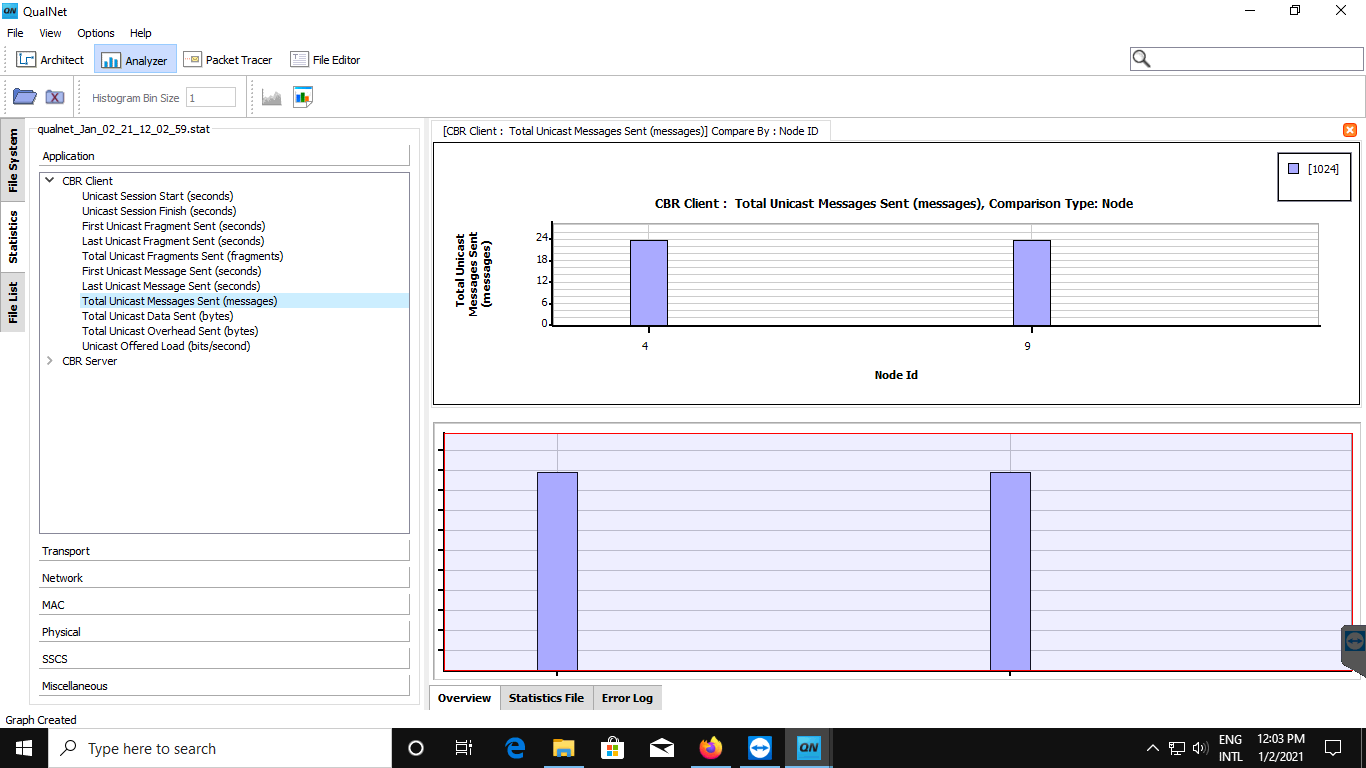 QN QualNet
File View Options Help
Architect Analyzer Packet Tracer File Editor
Histogram Bin Size 1
File System
Statistics
File List
qualnet_Jan_02_21_12_02_59.stat
Application
CBR Client
Unicast Session Start (seconds)
Unicast Session Finish (seconds)
First Unicast Fragment Sent (seconds)
Last Unicast Fragment Sent (seconds)
Total Unicast Fragments Sent (fragments)
First Unicast Message Sent (seconds)
Last Unicast Message Sent (seconds)
Total Unicast Messages Sent (messages)
Total Unicast Data Sent (bytes)
Total Unicast Overhead Sent (bytes)
Unicast Offered Load (bits/second)
CBR Server
Transport
Network
MAC
Physical
SSCS
Miscellaneous
[CBR Client : Total Unicast Messages Sent (messages)] Compare By : Node ID
[1024]
CBR Client : Total Unicast Messages Sent (messages), Comparison Type: Node
Total Unicast
Messages Sent
(messages)
24
18
12
6
0
4 9
Node Id
Overview Statistics File Error Log
Graph Created
Type here to search
QN
ENG
INTL
12:03 PM
1/2/2021